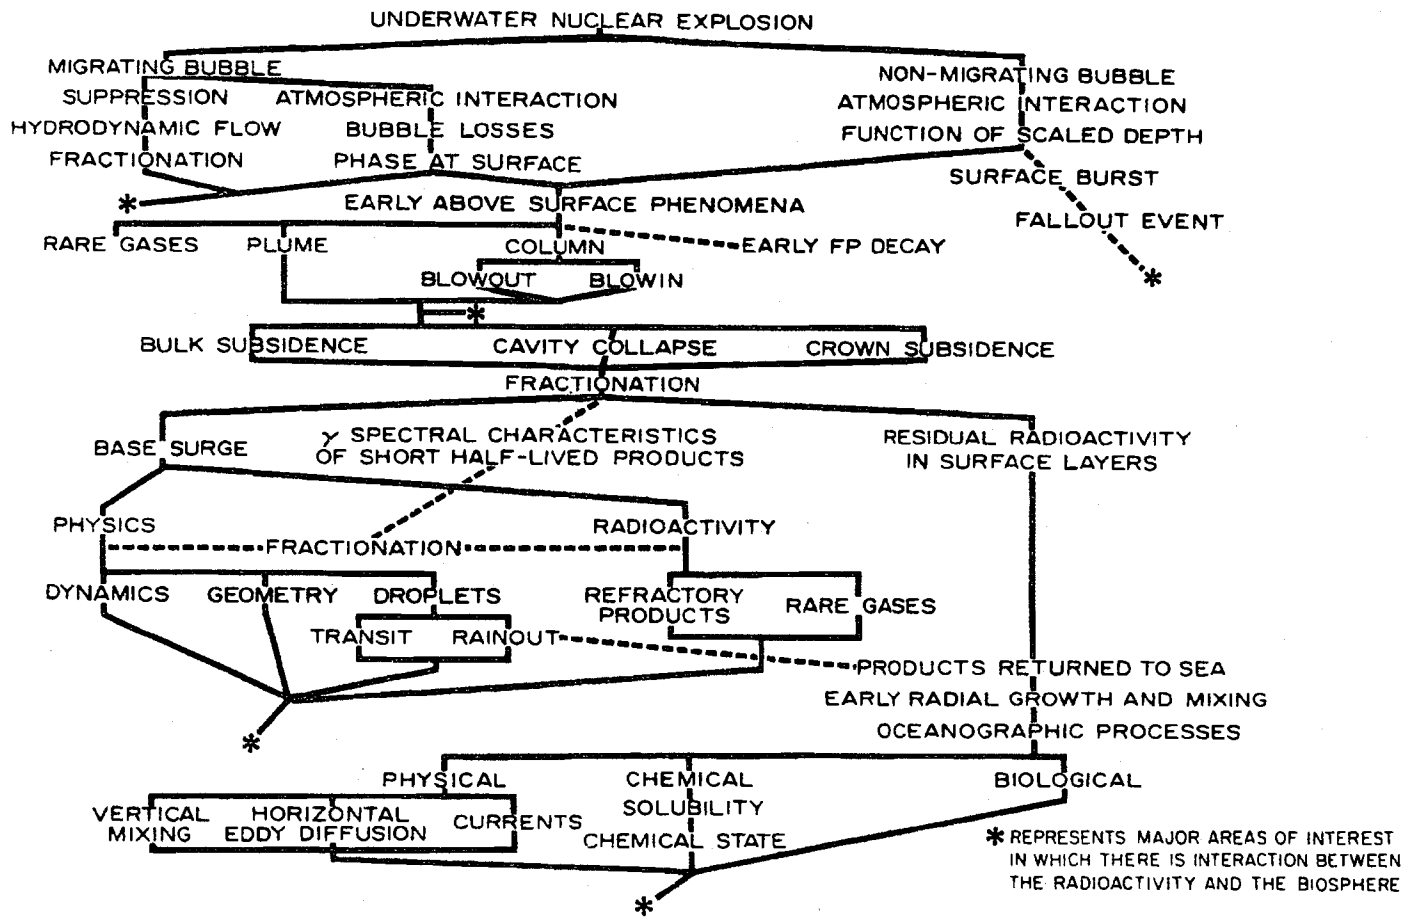 UNDERWATER NUCLEAR EXPLOSION
MIGRATING BUBBLE
NON-MIGRATING BUBBLE
SUPPRESSION
ATMOSPHERIC INTERACTION
ATMOSPHERIC INTERACTION
HYDRODYNAMIC FLOW
BUBBLE LOSSES
FUNCTION OF SCALED DEPTH
FRACTIONATION
PHASE AT SURFACE
SURFACE BURST
*
EARLY ABOVE SURFACE PHENOMENA
FALLOUT EVENT
RARE GASES
PLUME
COLUMN
EARLY FP DECAY
*
BLOWOUT
BLOWIN
*
BULK SUBSIDENCE
CAVITY COLLAPSE
CROWN SUBSIDENCE
FRACTIONATION
BASE SURGE
γ SPECTRAL CHARACTERISTICS
OF SHORT HALF-LIVED PRODUCTS
RESIDUAL RADIOACTIVITY
IN SURFACE LAYERS
PHYSICS
RADIOACTIVITY
FRACTIONATION
DYNAMICS
GEOMETRY
DROPLETS
REFRACTORY
PRODUCTS
RARE GASES
TRANSIT
RAINOUT
PRODUCTS RETURNED TO SEA
EARLY RADIAL GROWTH AND MIXING
OCEANOGRAPHIC PROCESSES
*
PHYSICAL
CHEMICAL
BIOLOGICAL
VERTICAL
MIXING
HORIZONTAL
EDDY DIFFUSION
CURRENTS
SOLUBILITY
CHEMICAL STATE
*
* REPRESENTS MAJOR AREAS OF INTEREST
IN WHICH THERE IS INTERACTION BETWEEN
THE RADIOACTIVITY AND THE BIOSPHERE